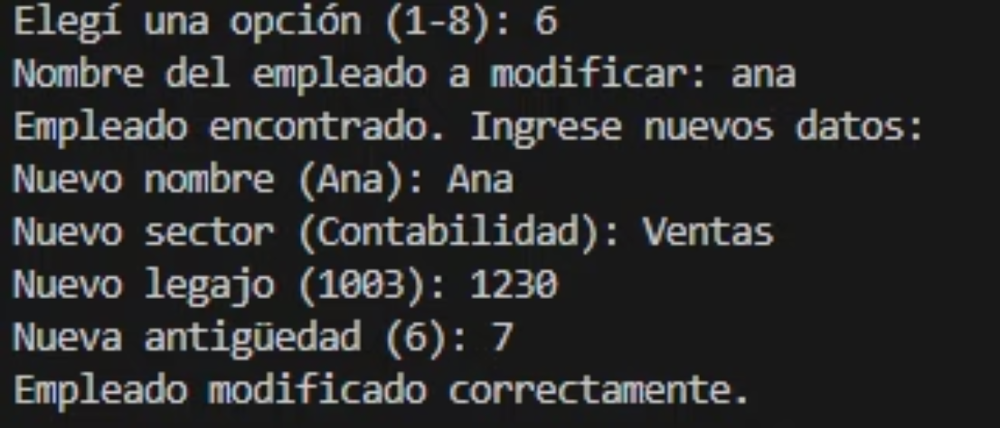 Elegí una opción (1-8): 6
Nombre del empleado a modificar: ana
Empleado encontrado. Ingrese nuevos datos:
Nuevo nombre (Ana): Ana
Nuevo sector (Contabilidad): Ventas
Nuevo legajo (1003): 1230
Nueva antigüedad (6): 7
Empleado modificado correctamente.